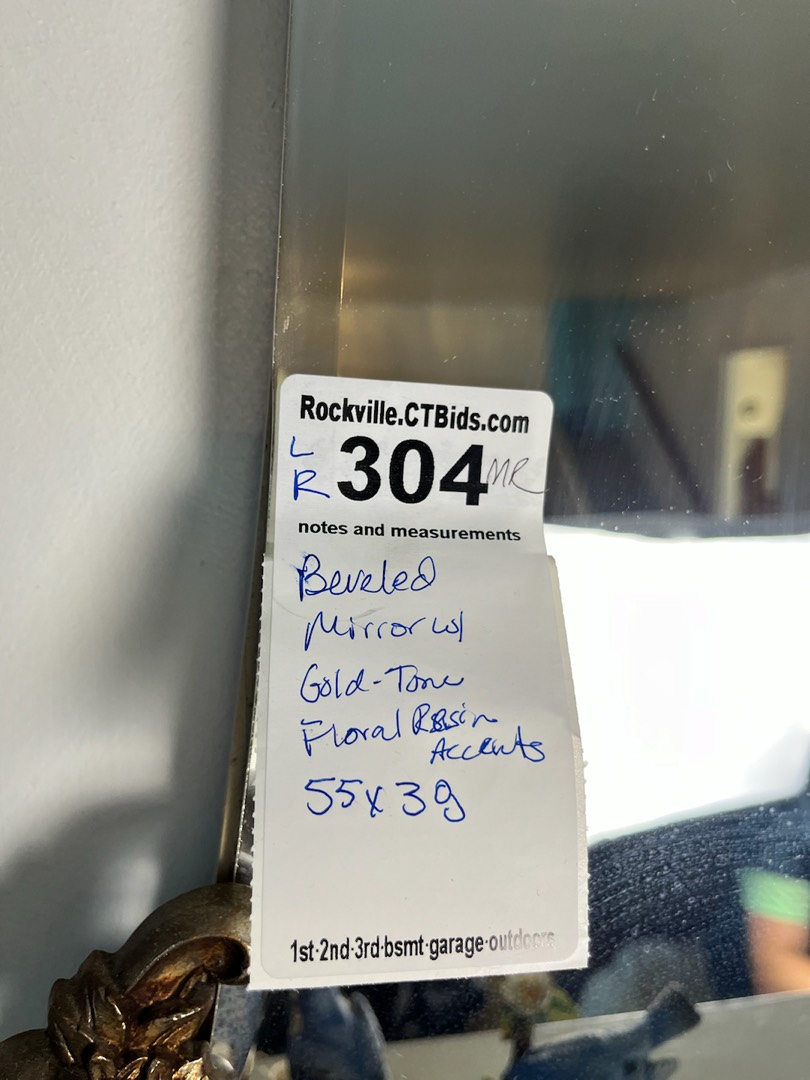 Rockville.CTBids.com
L
R 304 MR
notes and measurements
Beveled
Mirror w/
Gold-Tone
Floral Resin
Accents
55x39
1st·2nd·3rd·bsmt·garage·outdoors